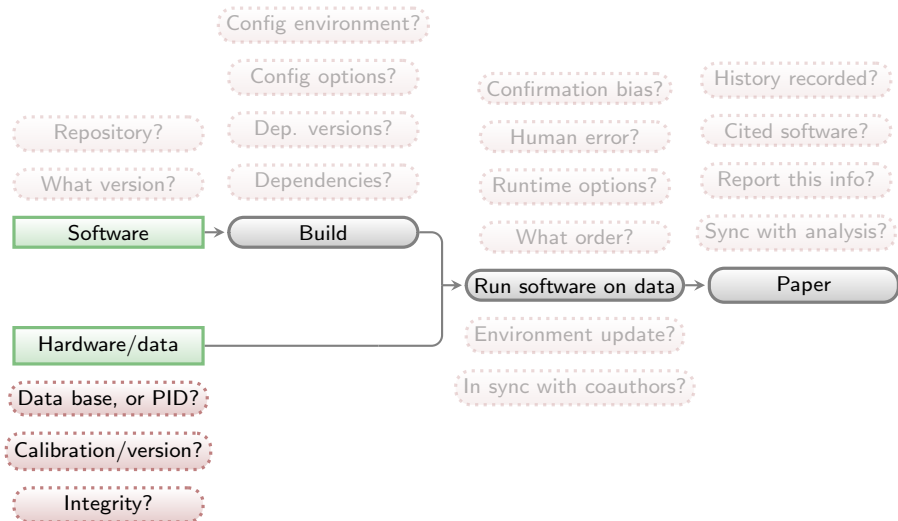 Config environment?
Config options?
Dep. versions?
Dependencies?
Repository?
What version?
Confirmation bias?
Human error?
Runtime options?
What order?
History recorded?
Cited software?
Report this info?
Sync with analysis?
Software
Build
Run software on data
Paper
Hardware/data
Environment update?
In sync with coauthors?
Data base, or PID?
Calibration/version?
Integrity?